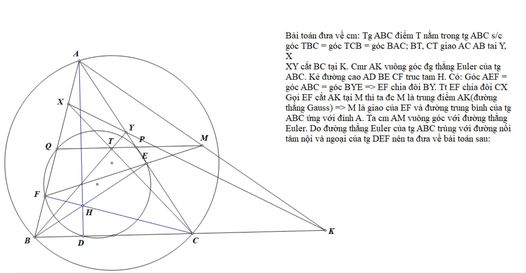 Bài toán đưa về cm: Tg ABC điểm T nằm trong tg ABC s/c
góc TBC = góc TCB = góc BAC; BT, CT giao AC AB tai Y,
X
XY cắt BC tại K. Cmr AK vuông góc đg thẳng Euler của tg
ABC. Kẻ đường cao AD BE CF truc tam H. Có: Góc AEF =
góc ABC = góc BYE => EF chia đôi BY. Tt EF chia đôi CX
Gọi EF cắt AK tại M thì ta đc M là trung điểm AK(đường
thẳng Gauss) => M là giao của EF và đường trung bình của tg
ABC ứng với đỉnh A. Ta cm AM vuông góc với đường thẳng
Euler. Do đường thẳng Euler của tg ABC trùng với đường nối
tâm nội và ngoại của tg DEF nên ta đưa về bài toán sau:
A
X
Y
Q
T
P
M
E
F
H
B
D
C
K